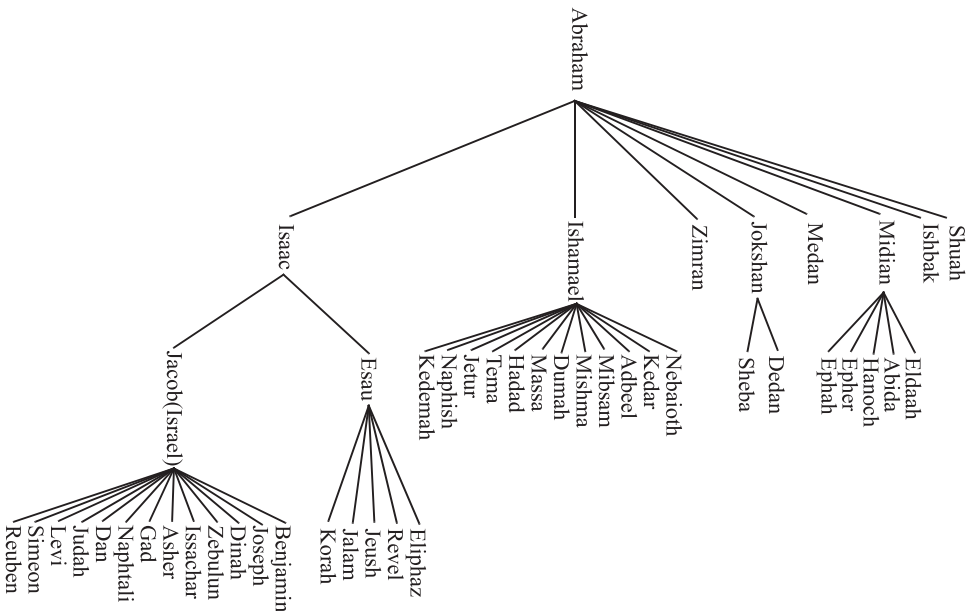 Abraham
Isaac
Ishamael
Zimran
Jokshan
Medan
Midian
Ishbak
Shuah
Jacob(Israel)
Esau
Kedemah
Naphish
Jetur
Tema
Hadad
Massa
Dumah
Mishma
Mibsam
Adbeel
Kedar
Nebaioth
Sheba
Dedan
Ephah
Epher
Hanoch
Abida
Eldaah
Reuben
Simeon
Levi
Judah
Dan
Naphtali
Gad
Asher
Issachar
Zebulun
Dinah
Joseph
Benjamin
Korah
Jalam
Jeush
Revel
Eliphaz